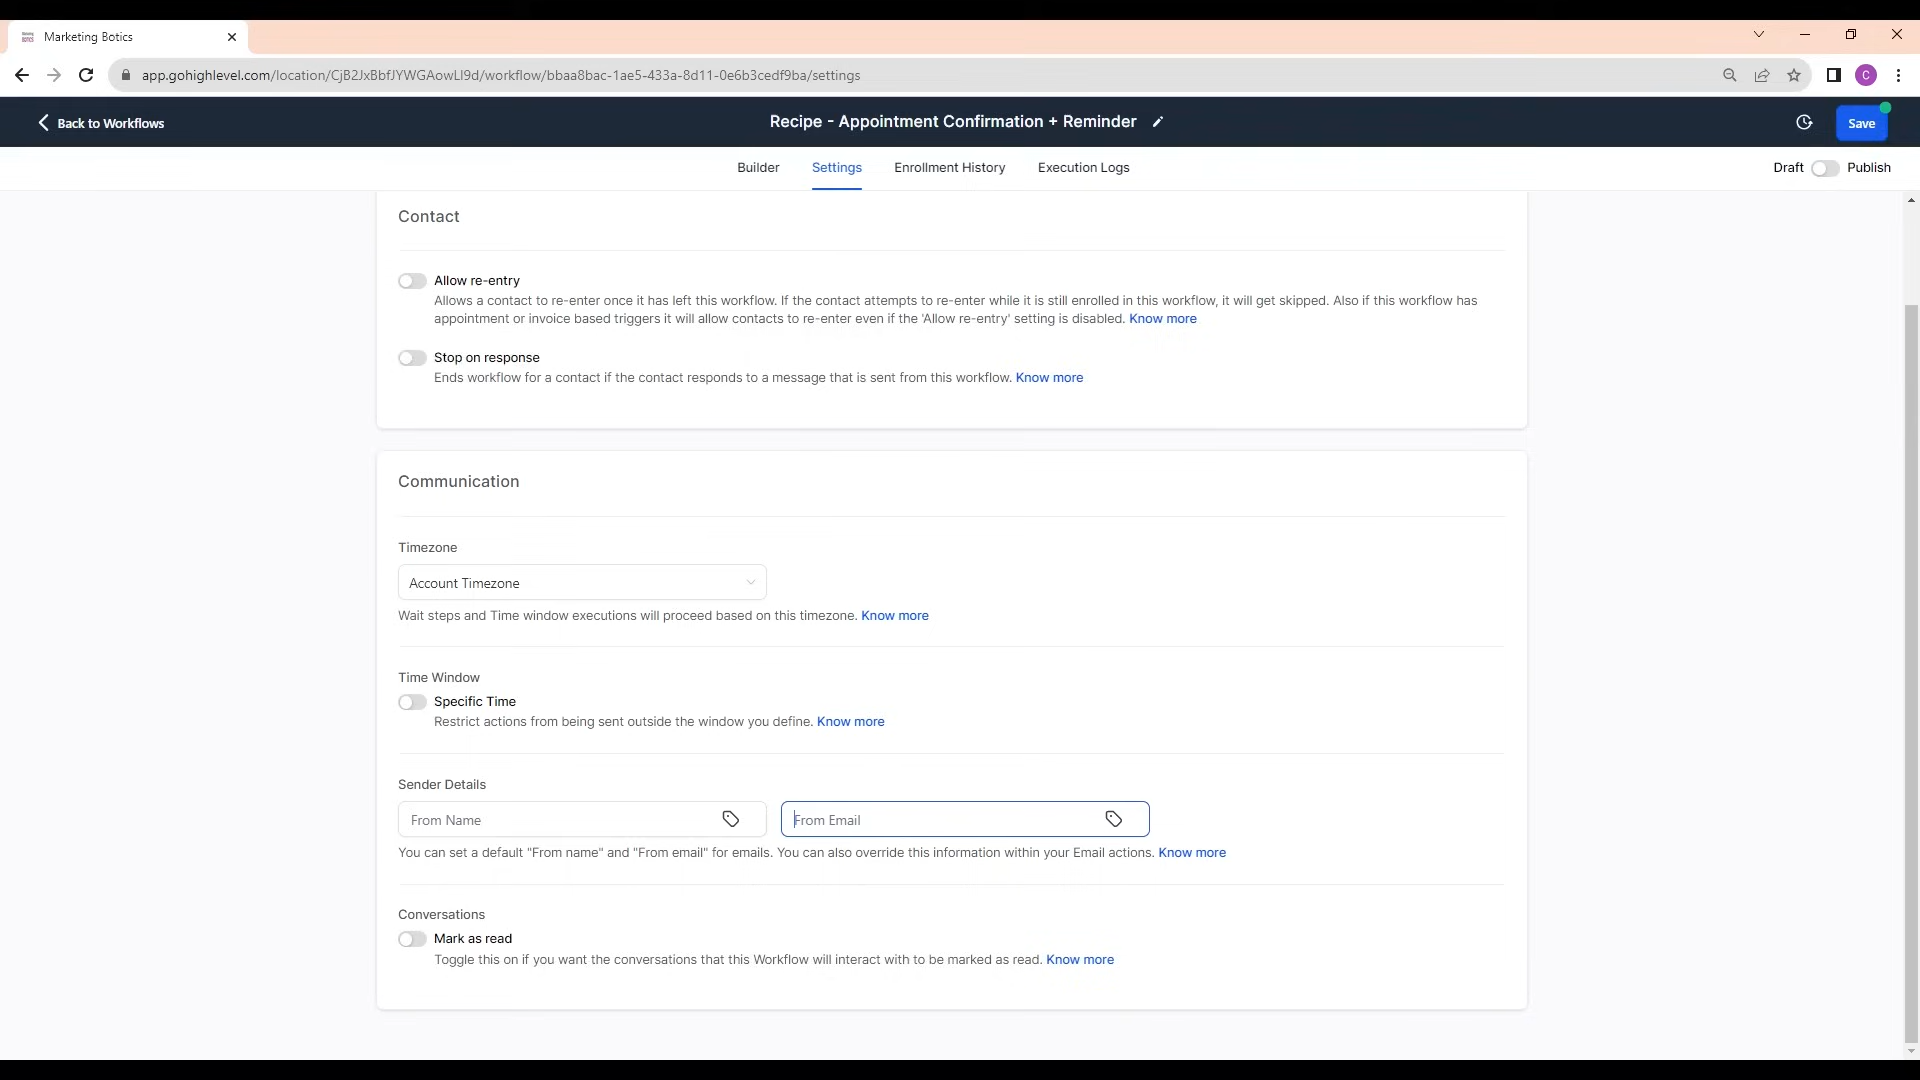 Marketing Botics
app.gohighlevel.com/location/CjB2JxBbfJYWGAowLI9d/workflow/bbaa8bac-1ae5-433a-8d11-0e6b3cedf9ba/settings
C
Back to Workflows
Recipe - Appointment Confirmation + Reminder
Save
Builder Settings Enrollment History Execution Logs
Draft Publish
Contact
Allow re-entry
Allows a contact to re-enter once it has left this workflow. If the contact attempts to re-enter while it is still enrolled in this workflow, it will get skipped. Also if this workflow has
appointment or invoice based triggers it will allow contacts to re-enter even if the 'Allow re-entry' setting is disabled. Know more
Stop on response
Ends workflow for a contact if the contact responds to a message that is sent from this workflow. Know more
Communication
Timezone
Account Timezone
Wait steps and Time window executions will proceed based on this timezone. Know more
Time Window
Specific Time
Restrict actions from being sent outside the window you define. Know more
Sender Details
From Name From Email
You can set a default "From name" and "From email" for emails. You can also override this information within your Email actions. Know more
Conversations
Mark as read
Toggle this on if you want the conversations that this Workflow will interact with to be marked as read. Know more